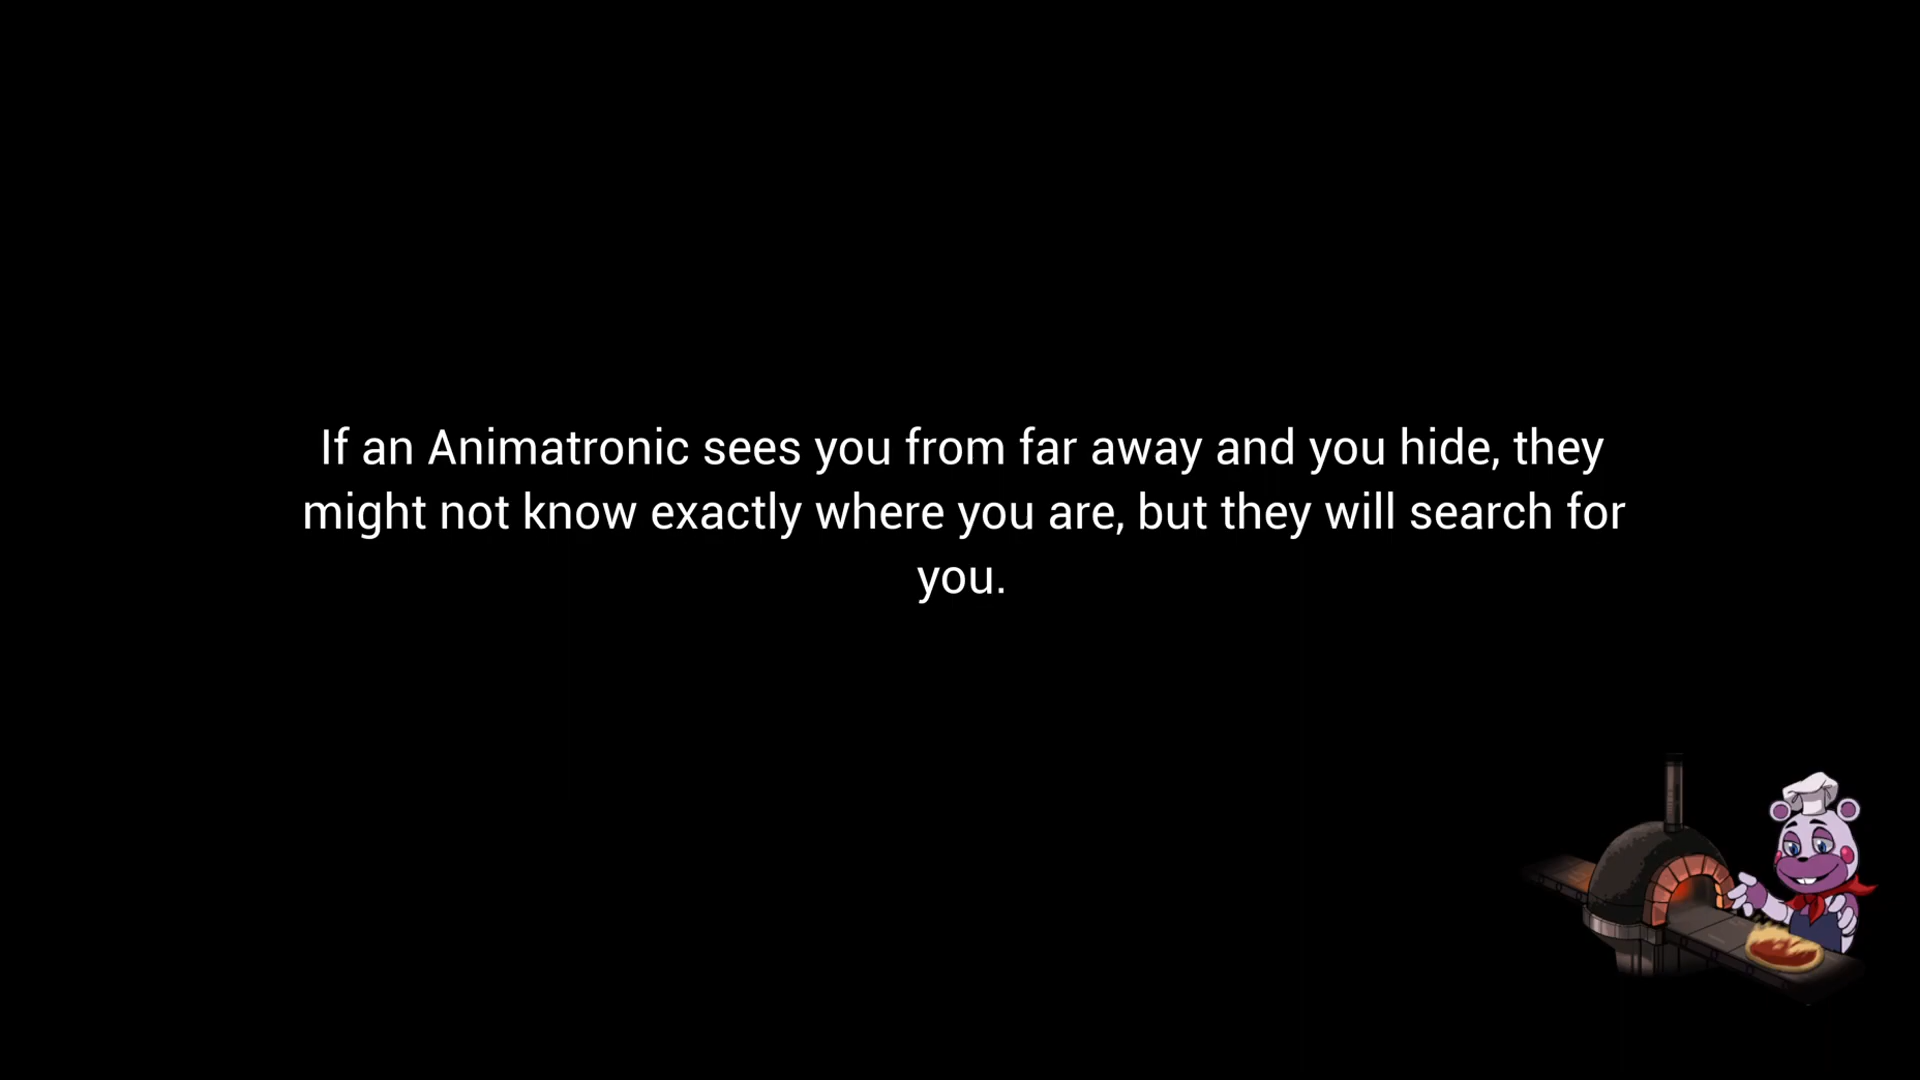 If an Animatronic sees you from far away and you hide, they
might not know exactly where you are, but they will search for
you.